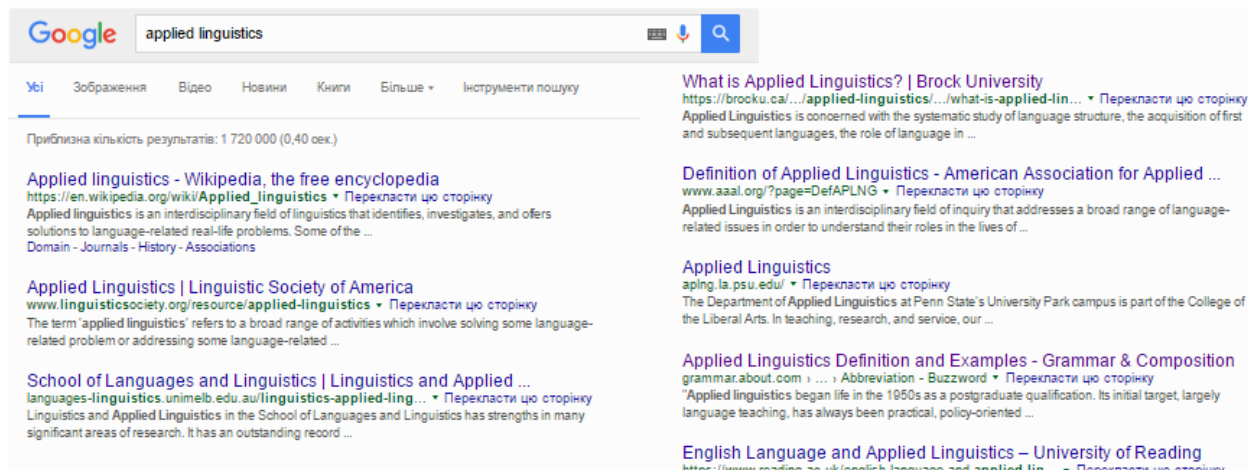 Google applied linguistics
Усі Зображення Відео Новини Книги Більше Інструменти пошуку
Приблизна кількість результатів: 1 720 000 (0,40 сек.)
Applied linguistics - Wikipedia, the free encyclopedia
https://en.wikipedia.org/wiki/Applied_linguistics ▾ Перекласти цю сторінку
Applied linguistics is an interdisciplinary field of linguistics that identifies, investigates, and offers
solutions to language-related real-life problems. Some of the ...
Domain - Journals - History - Associations
Applied Linguistics | Linguistic Society of America
www.linguisticsociety.org/resource/applied-linguistics ▾ Перекласти цю сторінку
The term "applied linguistics" refers to a broad range of activities which involve solving some language-
related problem or addressing some language-related ...
School of Languages and Linguistics | Linguistics and Applied ...
languages-linguistics.unimelb.edu.au/linguistics-applied-ling... ▾ Перекласти цю сторінку
Linguistics and Applied Linguistics in the School of Languages and Linguistics has strengths in many
significant areas of research. It has an outstanding record ...
What is Applied Linguistics? | Brock University
https://brocku.ca/.../applied-linguistics/.../what-is-applied-lin... ▾ Перекласти цю сторінку
Applied Linguistics is concerned with the systematic study of language structure, the acquisition of first
and subsequent languages, the role of language in ...
Definition of Applied Linguistics - American Association for Applied ...
www.aaal.org/?page=DefAPLNG ▾ Перекласти цю сторінку
Applied Linguistics is an interdisciplinary field of inquiry that addresses a broad range of language-
related issues in order to understand their roles in the lives of ...
Applied Linguistics
aplng.la.psu.edu/ ▾ Перекласти цю сторінку
The Department of Applied Linguistics at Penn State's University Park campus is part of the College of
the Liberal Arts. In teaching, research, and service, our ...
Applied Linguistics Definition and Examples - Grammar & Composition
grammar.about.com › ... › Abbreviation - Buzzword ▾ Перекласти цю сторінку
"Applied linguistics began life in the 1950s as a postgraduate qualification. Its initial target, largely
language teaching, has always been practical, policy-oriented ...
English Language and Applied Linguistics – University of Reading
https://www.reading.ac.uk/english-language-and-applied-lin... ▾ Перекласти цю сторінку